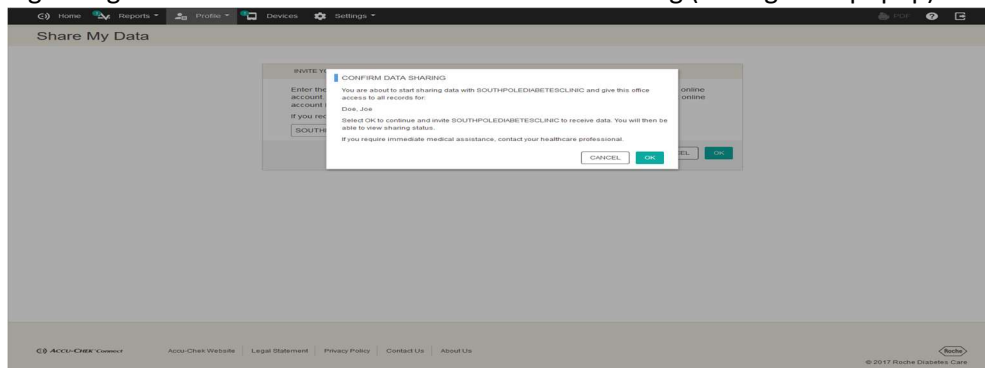 Home Reports Profile Devices Settings PDF
Share My Data
INVITE
CONFIRM DATA SHARING
Enter the
You are about to start sharing data with SOUTHPOLEDIABETESCLINIC and give this office
online
account.
access to all records for:
online
account
Doe, Joe
If you
Select OK to continue and invite SOUTHPOLEDIABETESCLINIC to receive data. You will then be
able to view sharing status.
If you require immediate medical assistance, contact your healthcare professional.
CANCEL OK
OK
ACCU-CHEK Connect Accu-Chek Website Legal Statement Privacy Policy Contact Us About Us Roche
© 2017 Roche Diabetes Care